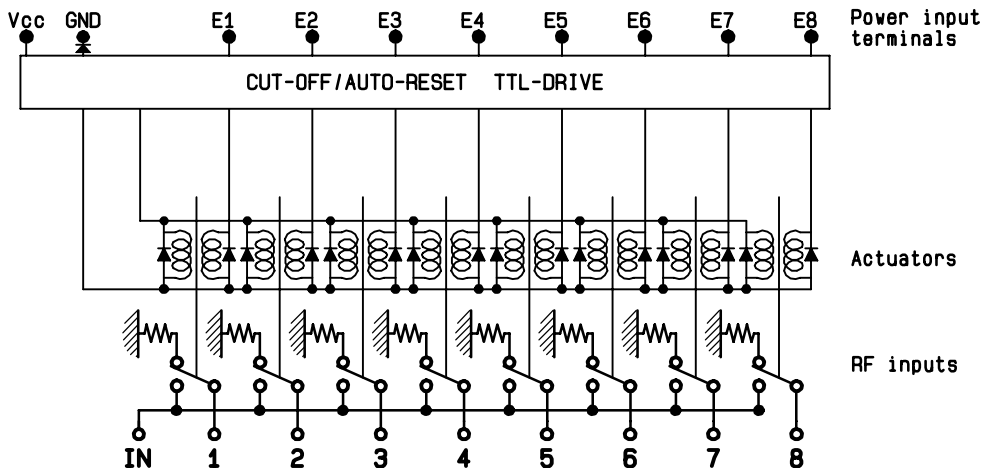 Vcc GND E1 E2 E3 E4 E5 E6 E7 E8 Power input
terminals
CUT-OFF/AUTO-RESET TTL-DRIVE
Actuators
RF inputs
IN 1 2 3 4 5 6 7 8